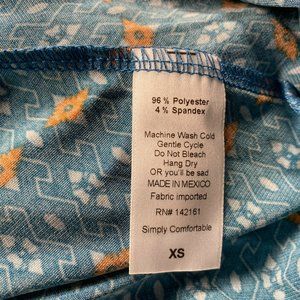 96 % Polyester
4 % Spandex
Machine Wash Cold
Gentle Cycle
Do Not Bleach
Hang Dry
OR you'll be sad
MADE IN MEXICO
Fabric imported
RN# 142161
Simply Comfortable
XS